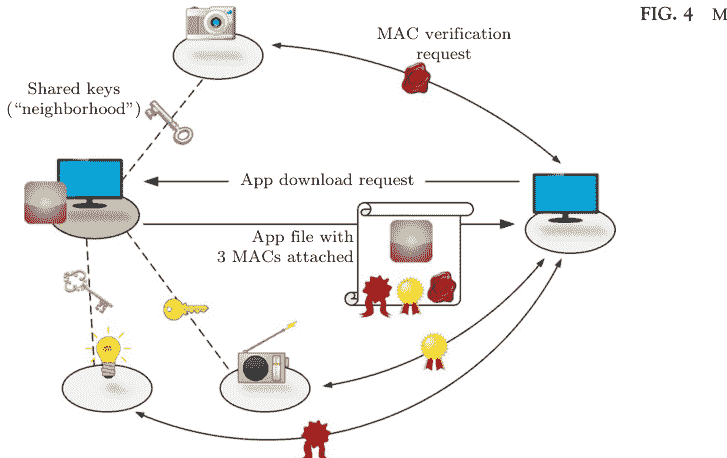 FIG. 4 M
MAC verification
request
Shared keys
(“neighborhood”)
App download request
App file with
3 MACs attached